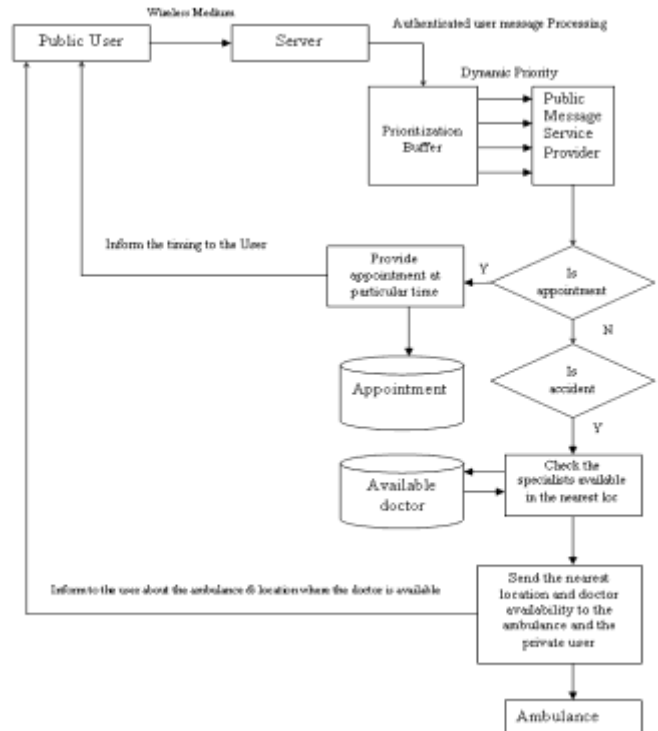 Wireless Medium
Public User
Server
Authenticated user message Processing
Dynamic Priority
Prioritization
Buffer
Public
Message
Service
Provider
Inform the timing to the User
Provide
appointment at
particular time
Y
Is
appointment
N
Appointment
Is
accident
Y
Available
doctor
Check the
specialists available
in the nearest loc
Inform to the user about the ambulance & location where the doctor is available
Send the nearest
location and doctor
availability to the
ambulance and the
private user
Ambulance